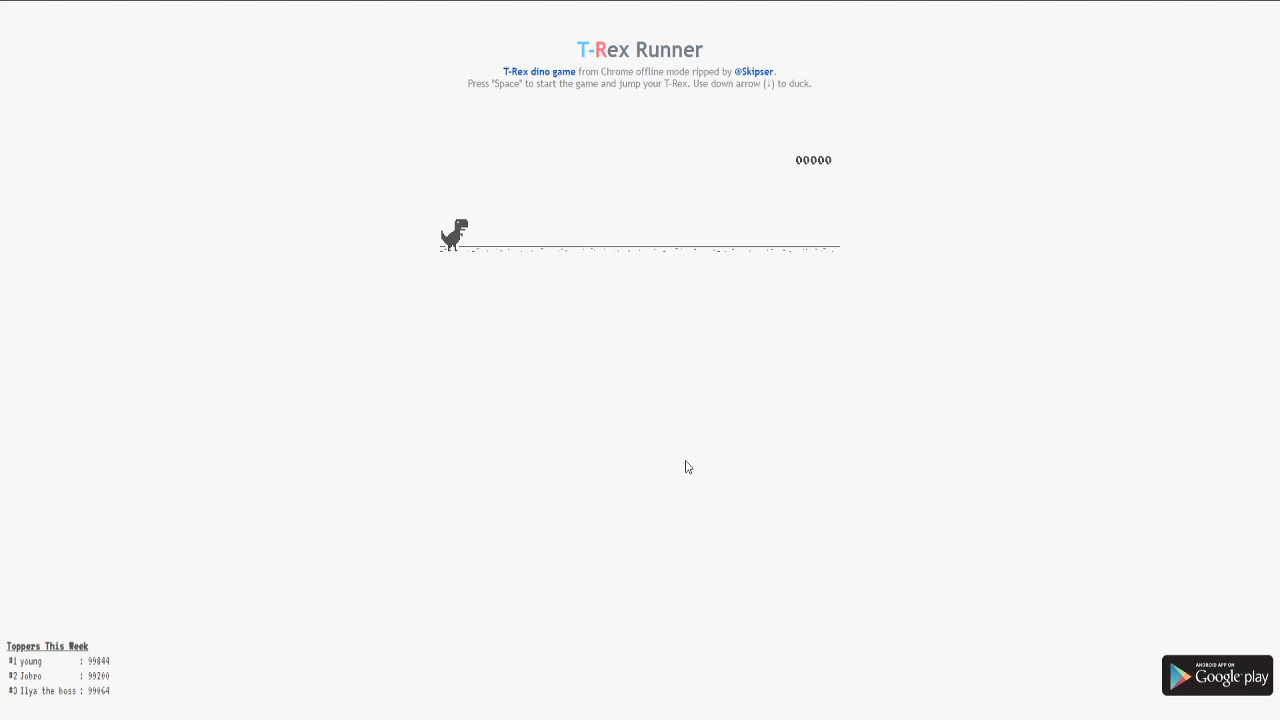 T-Rex Runner
T-Rex dino game from Chrome offline mode ripped by @Skipser.
Press "Space" to start the game and jump your T-Rex. Use down arrow (↓) to duck.
00000
Toppers This Week
#1 young : 99844
#2 Jobro : 99200
#3 Ilya the boss : 99064
ANDROID APP ON
Google play